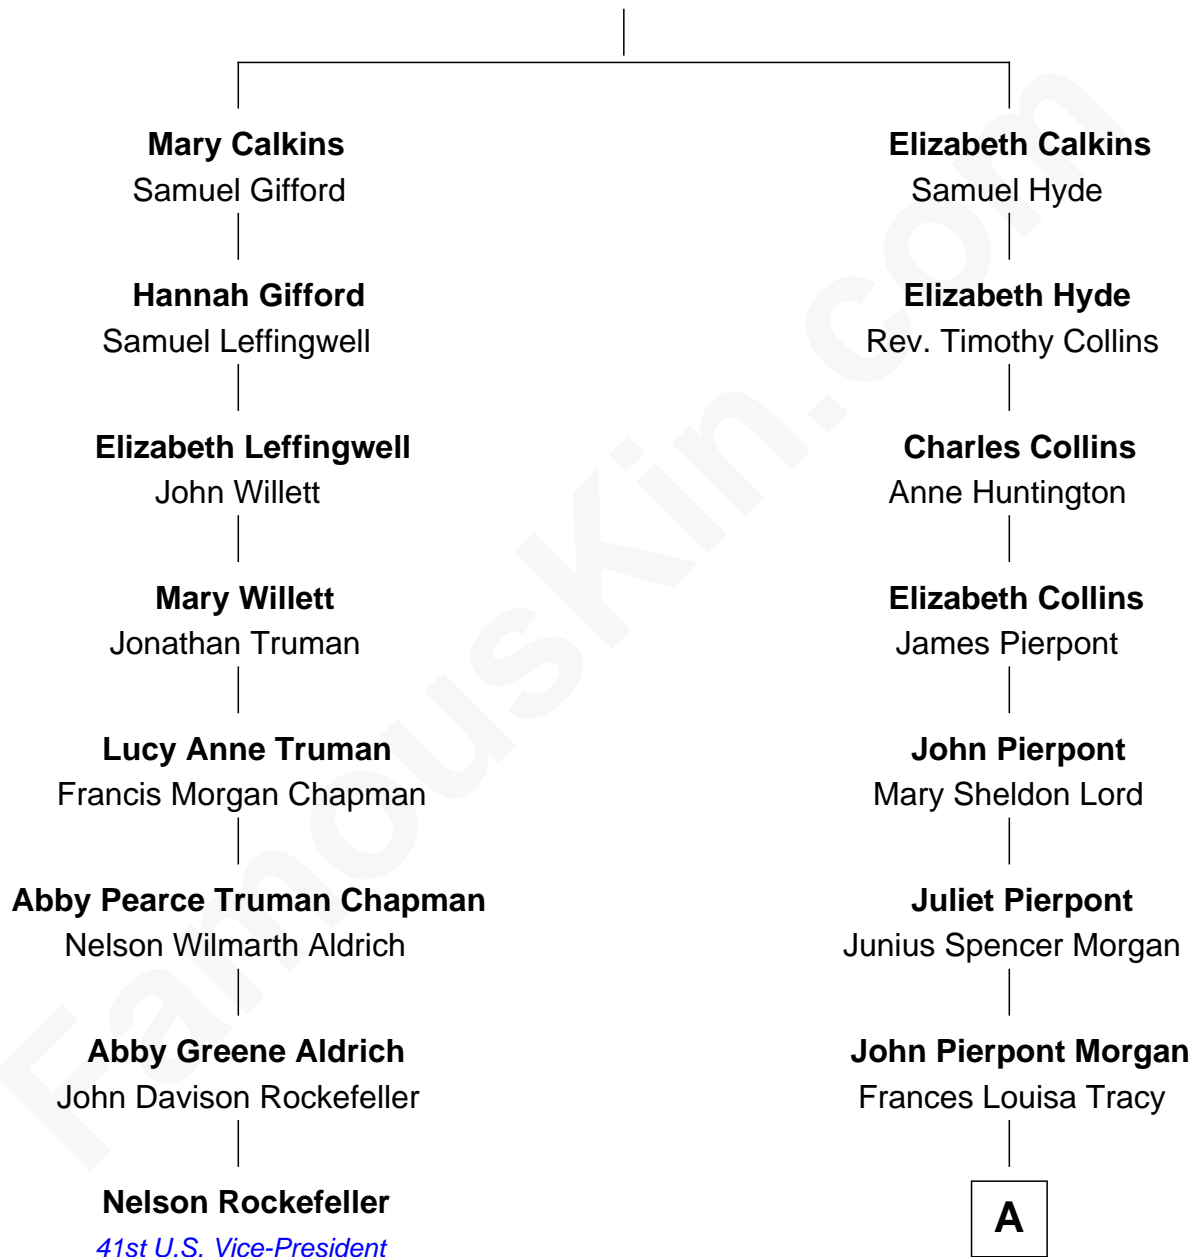 Mary Calkins
Samuel Gifford
Hannah Gifford
Samuel Leffingwell
Elizabeth Leffingwell
John Willett
Mary Willett
Jonathan Truman
Lucy Anne Truman
Francis Morgan Chapman
Abby Pearce Truman Chapman
Nelson Wilmarth Aldrich
Abby Greene Aldrich
John Davison Rockefeller
Nelson Rockefeller
41st U.S. Vice-President
Elizabeth Calkins
Samuel Hyde
Elizabeth Hyde
Rev. Timothy Collins
Charles Collins
Anne Huntington
Elizabeth Collins
James Pierpont
John Pierpont
Mary Sheldon Lord
Juliet Pierpont
Junius Spencer Morgan
John Pierpont Morgan
Frances Louisa Tracy
A
FamousKin.com